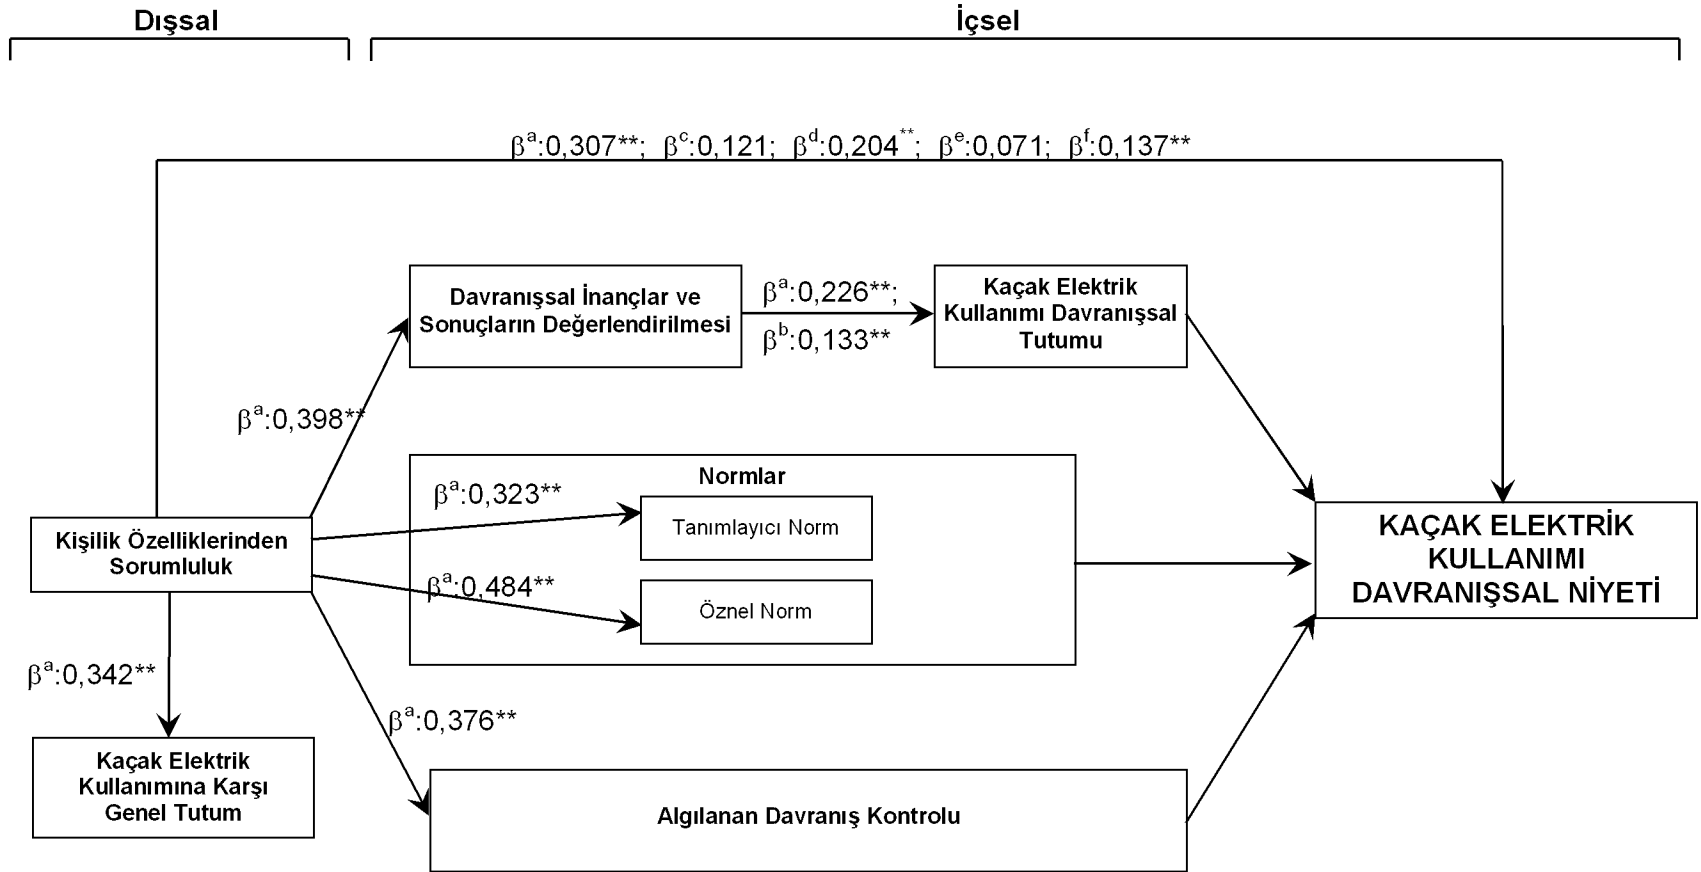 Dışsal
İçsel
βᵃ:0,307**; βᶜ:0,121; βᵈ:0,204**; βᵉ:0,071; βᶠ:0,137**
Davranışsal İnançlar ve
Sonuçların Değerlendirilmesi
βᵃ:0,226**;
βᵇ:0,133**
Kaçak Elektrik
Kullanımı Davranışsal
Tutumu
βᵃ:0,398**
Normlar
βᵃ:0,323**
Tanımlayıcı Norm
βᵃ:0,484**
Öznel Norm
Kişilik Özelliklerinden
Sorumluluk
KAÇAK ELEKTRİK
KULLANIMI
DAVRANIŞSAL NİYETİ
βᵃ:0,342**
βᵃ:0,376**
Kaçak Elektrik
Kullanımına Karşı
Genel Tutum
Algılanan Davranış Kontrolu